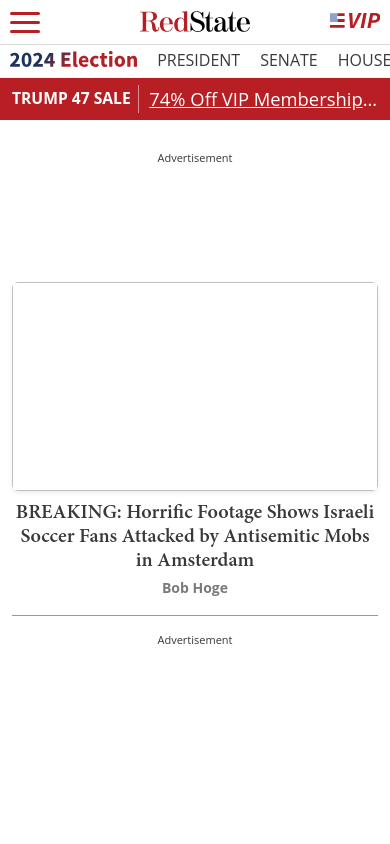 RedState
VIP
2024 Election PRESIDENT SENATE HOUSE
TRUMP 47 SALE 74% Off VIP Membership...
Advertisement
BREAKING: Horrific Footage Shows Israeli
Soccer Fans Attacked by Antisemitic Mobs
in Amsterdam
Bob Hoge
Advertisement